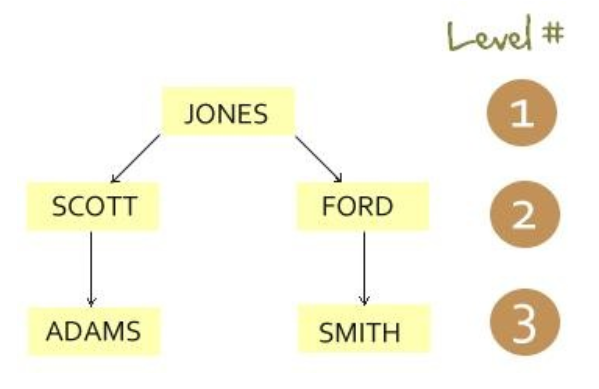 Level #
JONES
1
SCOTT
FORD
2
ADAMS
SMITH
3